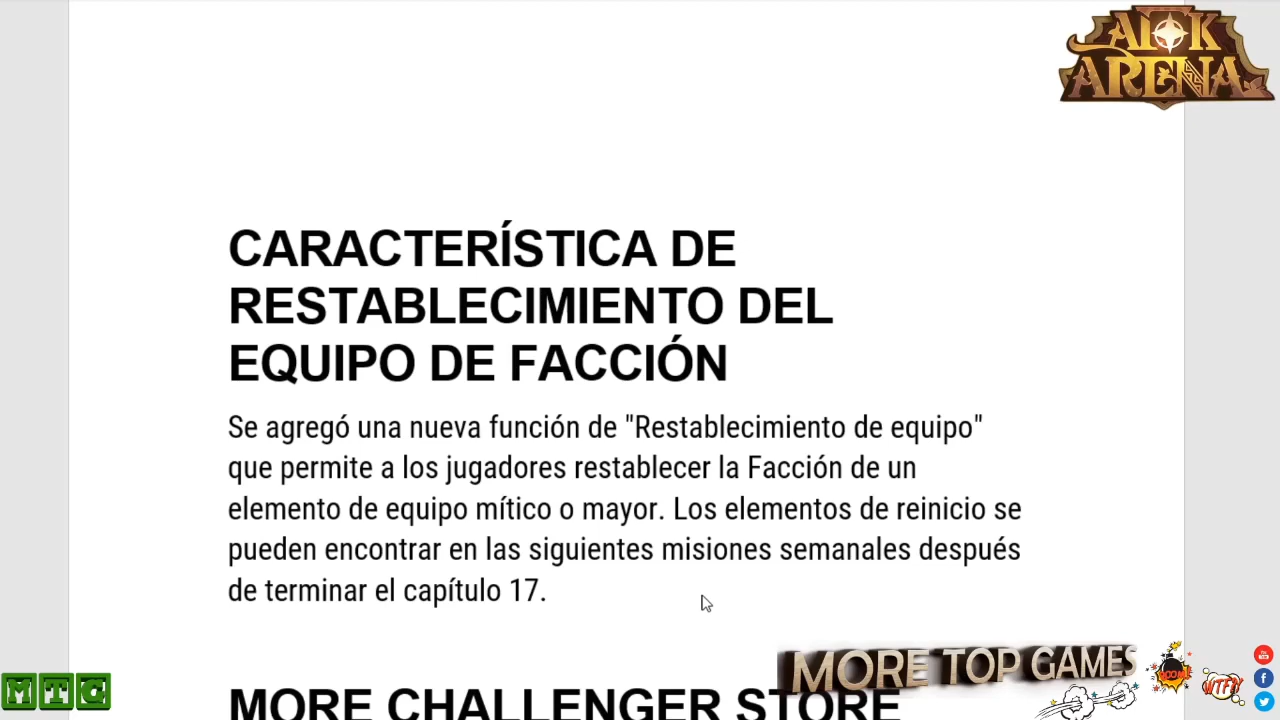 AFK
ARENA
CARACTERÍSTICA DE
RESTABLECIMIENTO DEL
EQUIPO DE FACCIÓN
Se agregó una nueva función de "Restablecimiento de equipo"
que permite a los jugadores restablecer la Facción de un
elemento de equipo mítico o mayor. Los elementos de reinicio se
pueden encontrar en las siguientes misiones semanales después
de terminar el capítulo 17.
MORE TOP GAMES
BOOM!
WTF?!
MTG
MORE CHALLENGER STORE